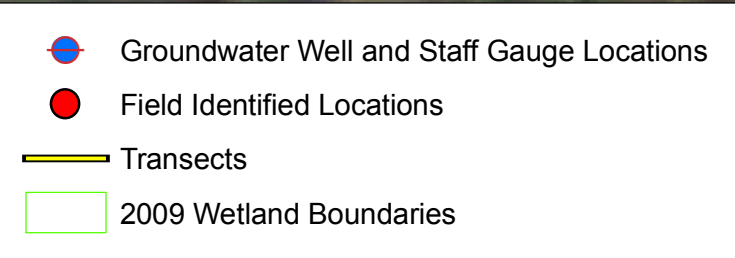 Groundwater Well and Staff Gauge Locations
Field Identified Locations
Transects
2009 Wetland Boundaries